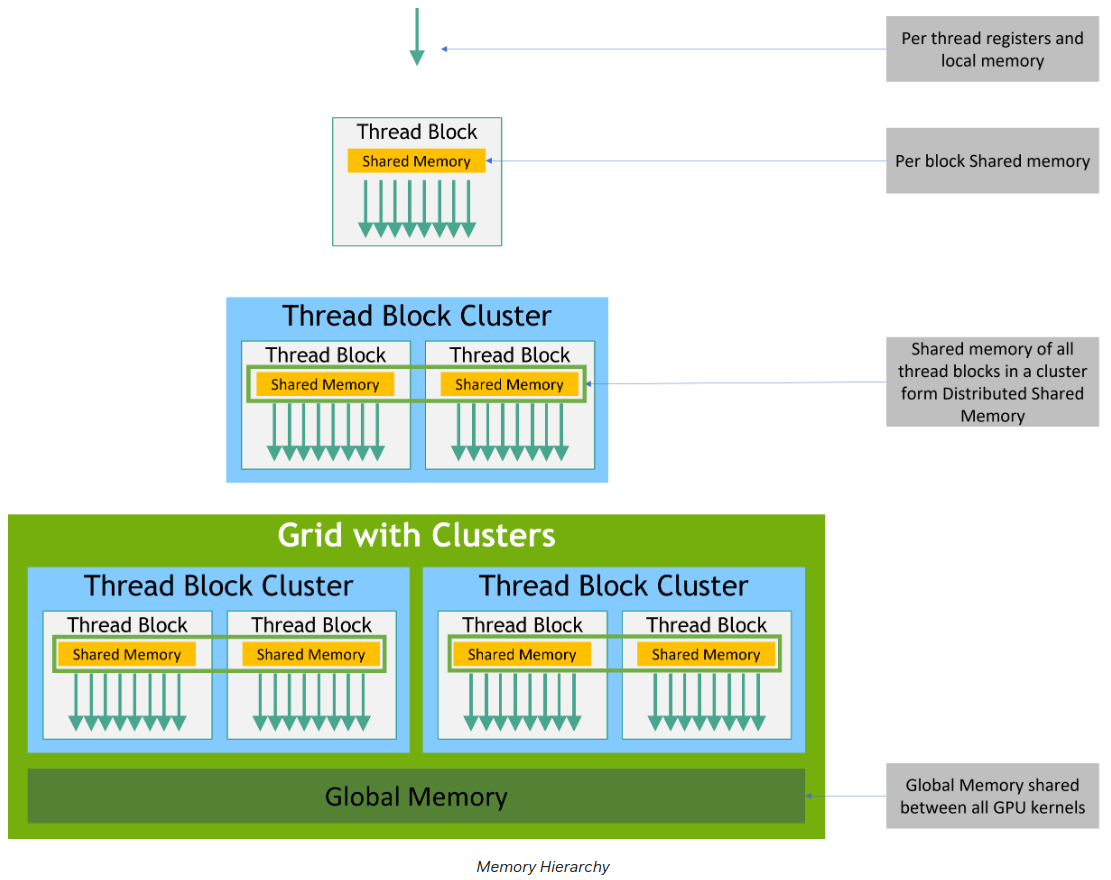 Per thread registers and
local memory
Thread Block
Shared Memory
Per block Shared memory
Thread Block Cluster
Thread Block
Thread Block
Shared Memory
Shared Memory
Shared memory of all
thread blocks in a cluster
form Distributed Shared
Memory
Grid with Clusters
Thread Block Cluster
Thread Block Cluster
Thread Block
Thread Block
Thread Block
Thread Block
Shared Memory
Shared Memory
Shared Memory
Shared Memory
Global Memory
Global Memory shared
between all GPU kernels
Memory Hierarchy